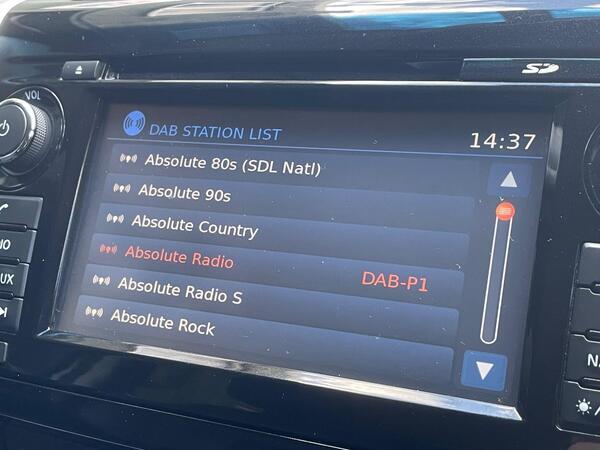 VOL
SD
DAB STATION LIST
14:37
Absolute 80s (SDL Natl)
Absolute 90s
Absolute Country
Absolute Radio
DAB-P1
Absolute Radio S
Absolute Rock